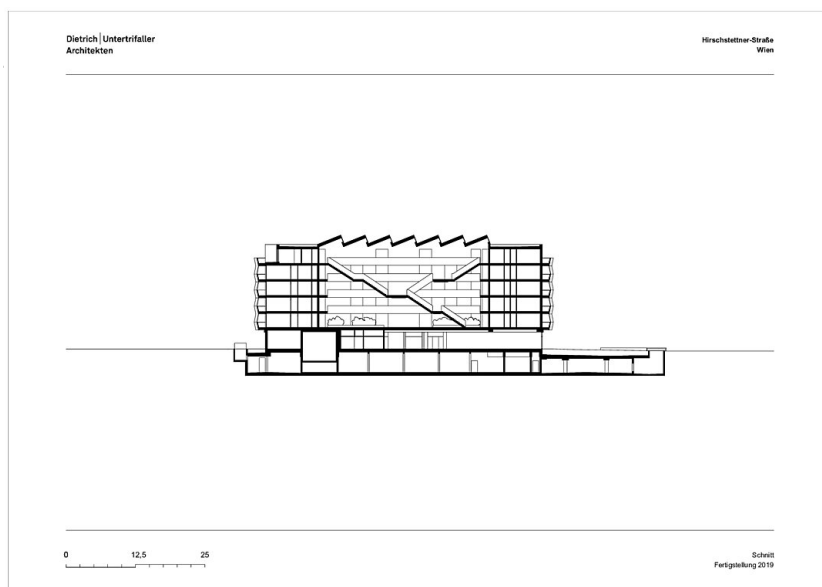 Dietrich|Untertrifaller
Architekten
Hirschstettner-Straße
Wien
0 12,5 25
Schnitt
Fertigstellung 2019